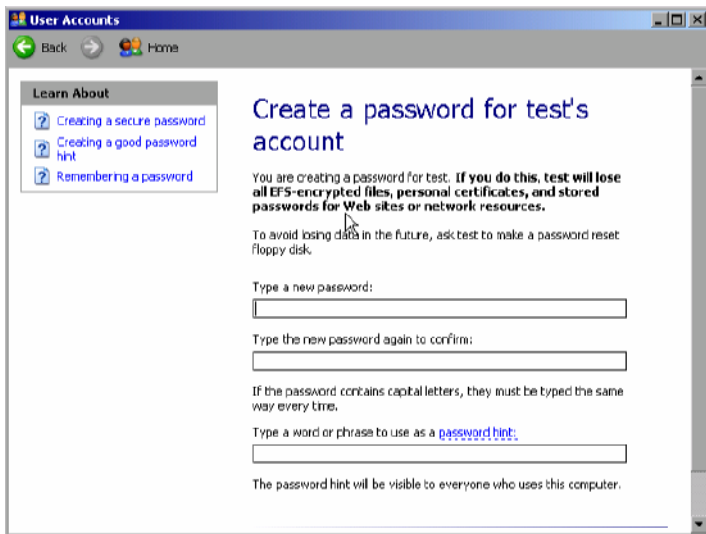 User Accounts
Back Home
Learn About
Creating a secure password
Creating a good password
hint
Remembering a password
Create a password for test's
account
You are creating a password for test. If you do this, test will lose
all EFS-encrypted files, personal certificates, and stored
passwords for Web sites or network resources.
To avoid losing data in the future, ask test to make a password reset
floppy disk.
Type a new password:
Type the new password again to confirm:
If the password contains capital letters, they must be typed the same
way every time.
Type a word or phrase to use as a password hint:
The password hint will be visible to everyone who uses this computer.